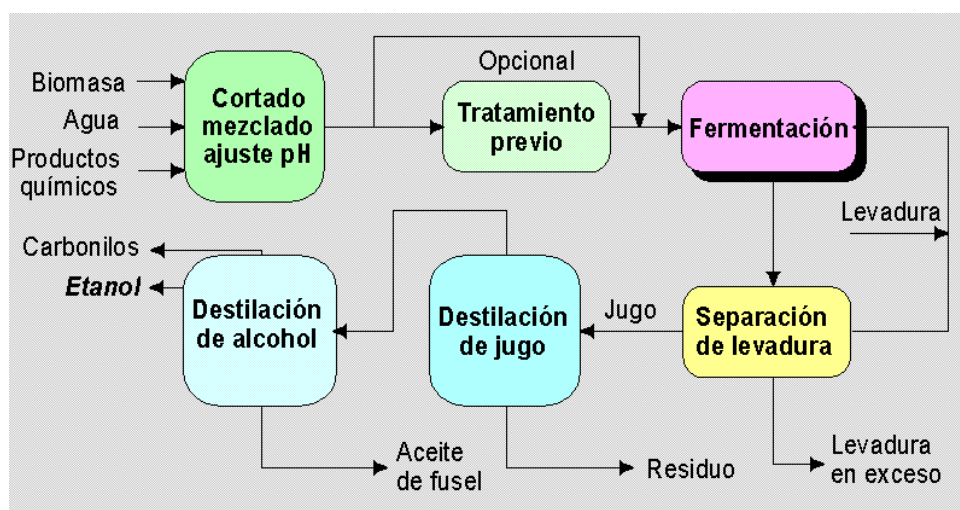 Biomasa
Agua
Productos
químicos
Cortado
mezclado
ajuste pH
Opcional
Tratamiento
previo
Fermentación
Levadura
Carbonilos
Etanol
Destilación
de alcohol
Destilación
de jugo
Jugo
Separación
de levadura
Aceite
de fusel
Residuo
Levadura
en exceso